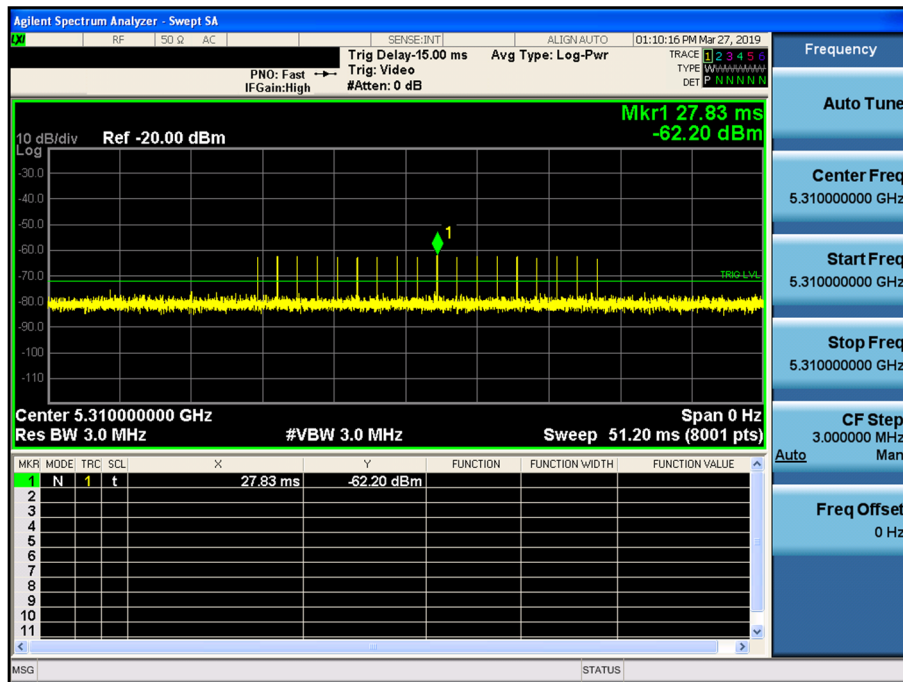 Agilent Spectrum Analyzer - Swept SA
LXI RF 50 Ω AC SENSE:INT ALIGN AUTO 01:10:16 PM Mar 27, 2019
Frequency
Trig Delay-15.00 ms Avg Type: Log-Pwr TRACE 1 2 3 4 5 6
PNO: Fast Trig: Video TYPE WWWWWW
IFGain:High #Atten: 0 dB DET P N N N N N
Auto Tune
Mkr1 27.83 ms
10 dB/div Ref -20.00 dBm -62.20 dBm
Log
-30.0
-40.0
-50.0
-60.0
-70.0
-80.0
-90.0
-100
-110
1
TRIG LVL
Center Freq
5.310000000 GHz
Start Freq
5.310000000 GHz
Stop Freq
5.310000000 GHz
Center 5.310000000 GHz Span 0 Hz
Res BW 3.0 MHz #VBW 3.0 MHz Sweep 51.20 ms (8001 pts)
CF Step
3.000000 MHz
Auto Man
MKR MODE TRC SCL X Y FUNCTION FUNCTION WIDTH FUNCTION VALUE
1 N 1 t 27.83 ms -62.20 dBm
2
3
4
5
6
7
8
9
10
11
Freq Offset
0 Hz
MSG STATUS